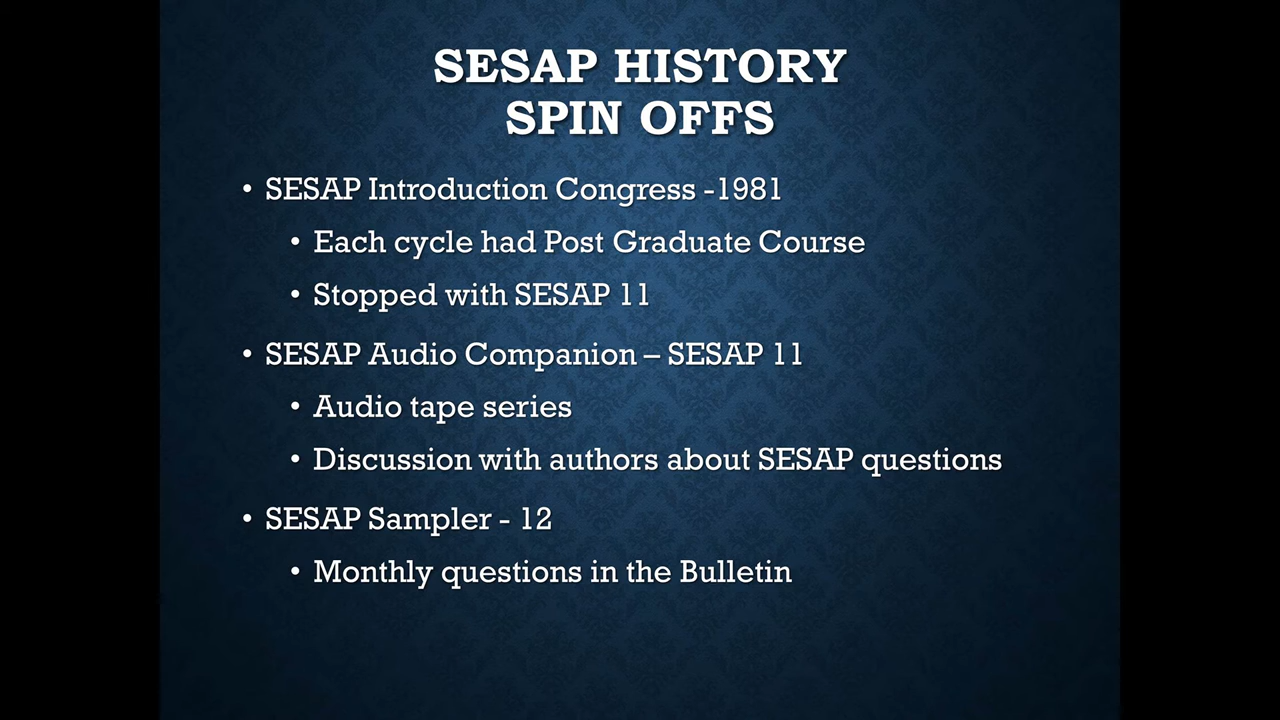 SESAP HISTORY
SPIN OFFS
• SESAP Introduction Congress -1981
• Each cycle had Post Graduate Course
• Stopped with SESAP 11
• SESAP Audio Companion – SESAP 11
• Audio tape series
• Discussion with authors about SESAP questions
• SESAP Sampler - 12
• Monthly questions in the Bulletin